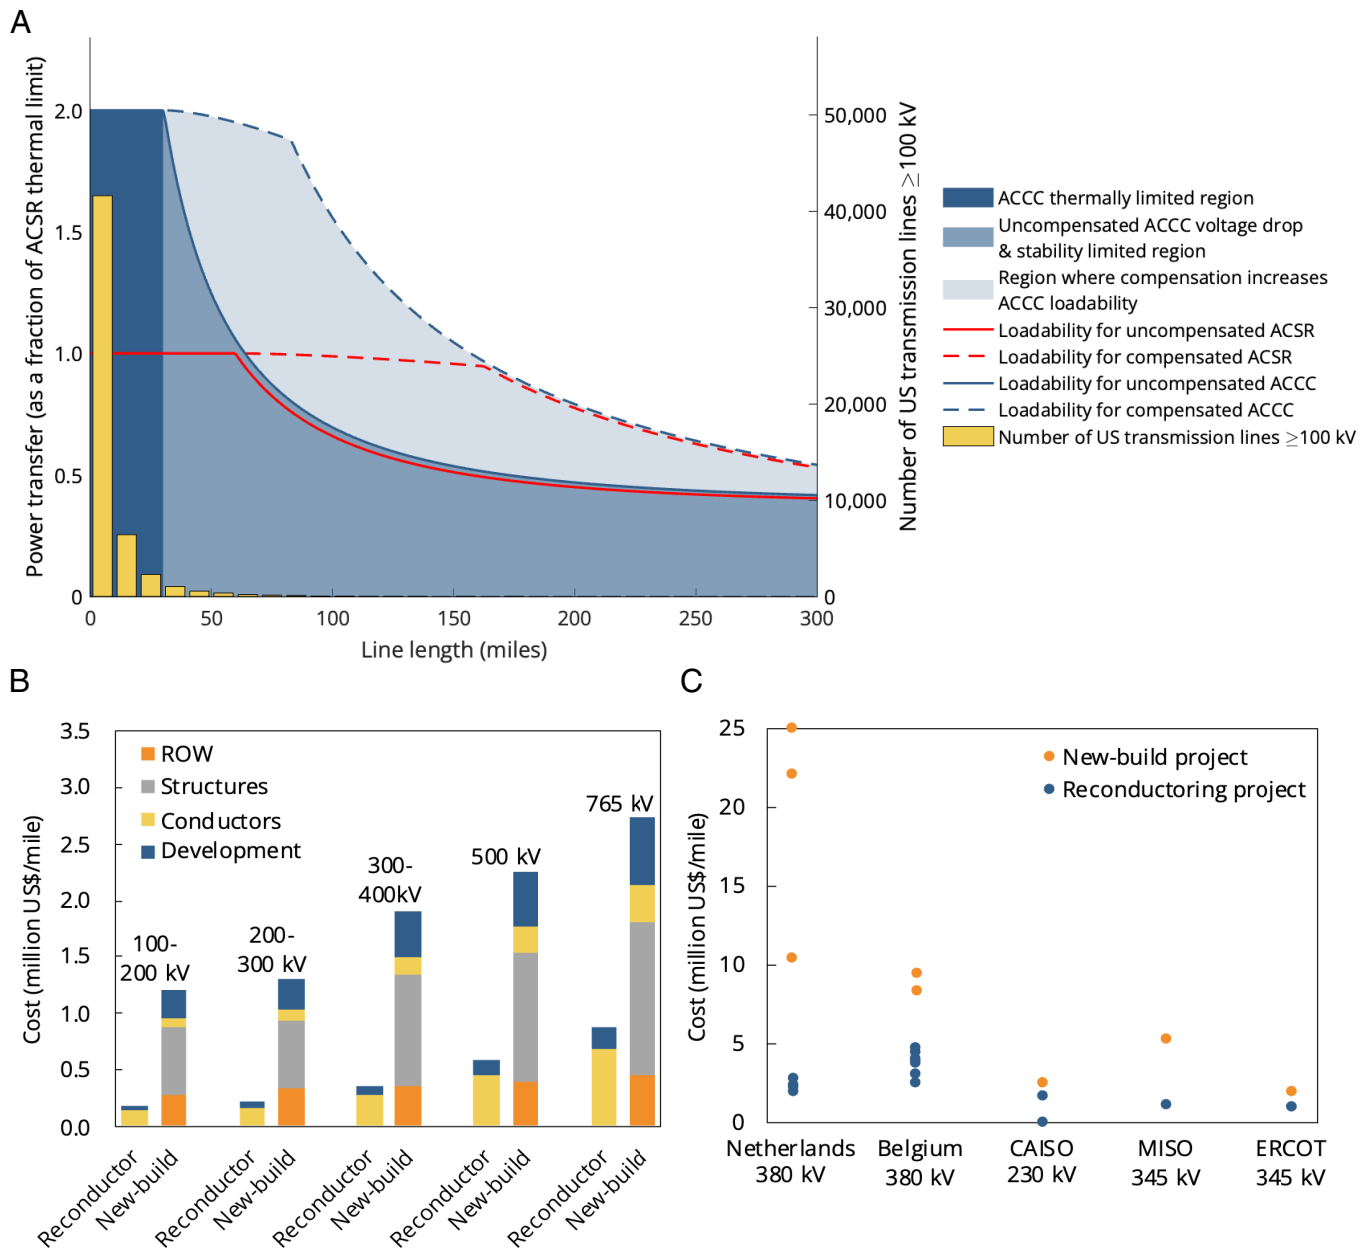 A
Power transfer (as a fraction of ACSR thermal limit)
2.0
1.5
1.0
0.5
0
0
50
100
150
200
250
300
Line length (miles)
50,000
40,000
30,000
20,000
10,000
0
Number of US transmission lines ≥100 kV
ACCC thermally limited region
Uncompensated ACCC voltage drop
& stability limited region
Region where compensation increases
ACCC loadability
Loadability for uncompensated ACSR
Loadability for compensated ACSR
Loadability for uncompensated ACCC
Loadability for compensated ACCC
Number of US transmission lines ≥100 kV
B
Cost (million US$/mile)
3.5
3.0
2.5
2.0
1.5
1.0
0.5
0.0
ROW
Structures
Conductors
Development
100-
200 kV
200-
300 kV
300-
400kV
500 kV
765 kV
Reconductor
New-build
Reconductor
New-build
Reconductor
New-build
Reconductor
New-build
Reconductor
New-build
C
Cost (million US$/mile)
25
20
15
10
5
0
New-build project
Reconductoring project
Netherlands
380 kV
Belgium
380 kV
CAISO
230 kV
MISO
345 kV
ERCOT
345 kV